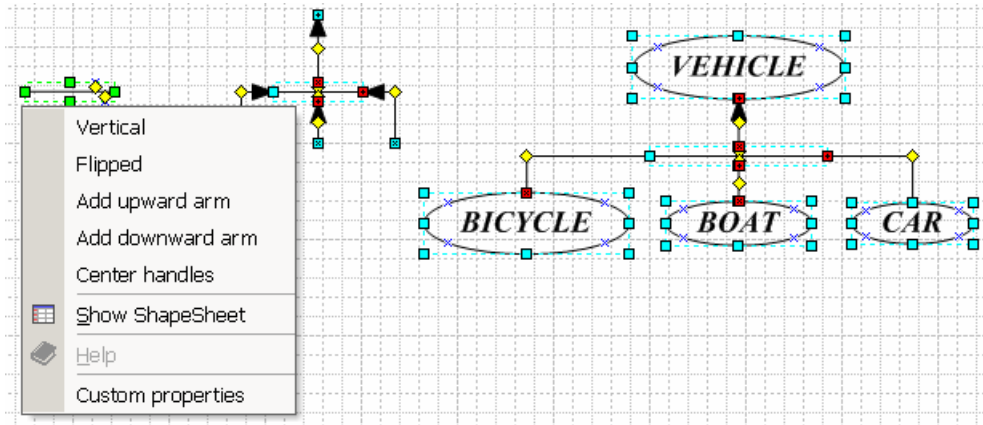 VEHICLE
BICYCLE
BOAT
CAR
Vertical
Flipped
Add upward arm
Add downward arm
Center handles
Show ShapeSheet
Help
Custom properties